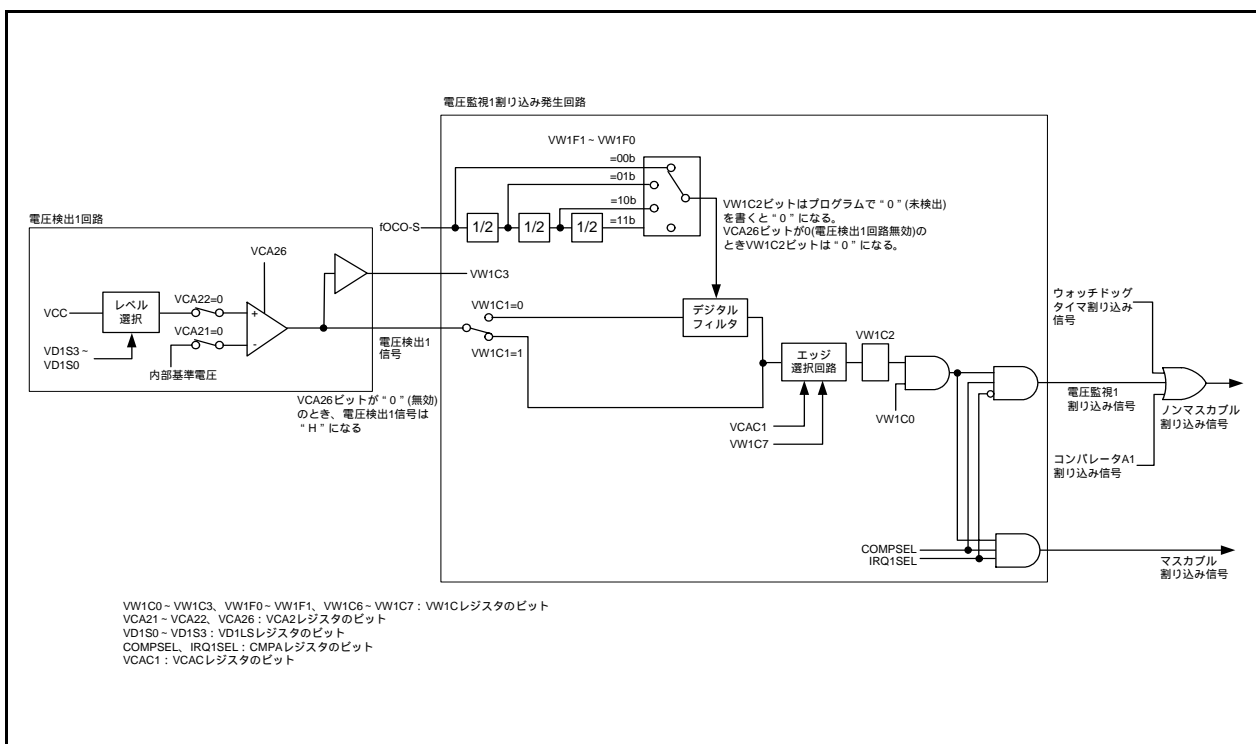 電圧監視1割り込み発生回路
VW1F1～VW1F0
=00b
=01b
=10b
=11b
fOCO-S
1/2
1/2
1/2
VW1C2ビットはプログラムで“0”(未検出)
を書くと“0”になる。
VCA26ビットが0(電圧検出1回路無効)の
ときVW1C2ビットは“0”になる。
電圧検出1回路
VCA26
VW1C3
VCC
レベル
選択
VCA22=0
+
VCA21=0
-
VD1S3～
VD1S0
内部基準電圧
電圧検出1
信号
VCA26ビットが“0”(無効)
のとき、電圧検出1信号は
“H”になる
VW1C1=0
VW1C1=1
デジタル
フィルタ
エッジ
選択回路
VW1C2
VCAC1
VW1C7
VW1C0
ウォッチドッグ
タイマ割り込み
信号
電圧監視1
割り込み信号
ノンマスカブル
割り込み信号
コンパレータA1
割り込み信号
COMPSEL
IRQ1SEL
マスカブル
割り込み信号
VW1C0～VW1C3、VW1F0～VW1F1、VW1C6～VW1C7：VW1Cレジスタのビット
VCA21～VCA22、VCA26：VCA2レジスタのビット
VD1S0～VD1S3：VD1LSレジスタのビット
COMPSEL、IRQ1SEL：CMPAレジスタのビット
VCAC1：VCACレジスタのビット